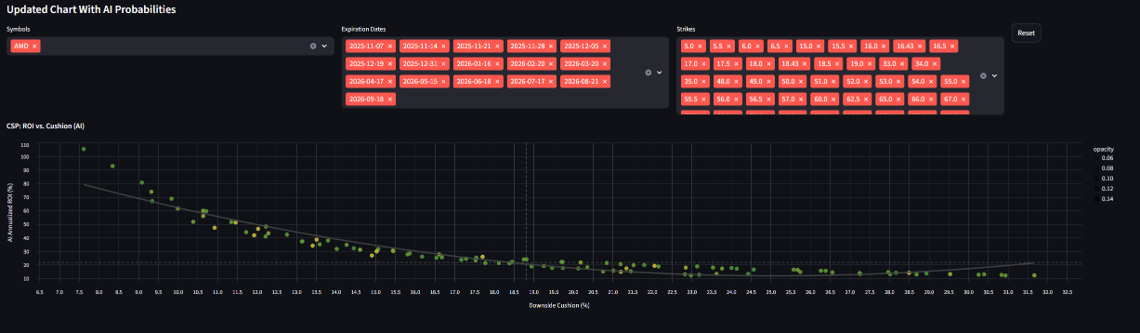 Updated Chart With AI Probabilities
Symbols
Expiration Dates
Strikes
Reset
AMD ×
2025-11-07 × 2025-11-14 × 2025-11-21 × 2025-11-28 × 2025-12-05 ×
2025-12-19 × 2025-12-31 × 2026-01-16 × 2026-02-20 × 2026-03-20 ×
2026-04-17 × 2026-05-15 × 2026-06-18 × 2026-07-17 × 2026-08-21 ×
2026-09-18 ×
5.0 × 5.5 × 6.0 × 6.5 × 15.0 × 15.5 × 16.0 × 16.43 × 16.5 ×
17.0 × 17.5 × 18.0 × 18.43 × 18.5 × 19.0 × 33.0 × 34.0 ×
35.0 × 48.0 × 49.0 × 50.0 × 51.0 × 52.0 × 53.0 × 54.0 × 55.0 ×
55.5 × 56.0 × 56.5 × 57.0 × 60.0 × 62.5 × 65.0 × 66.0 × 67.0 ×
CSP: ROI vs. Cushion (AI)
AI Annualized ROI (%)
110
100
90
80
70
60
50
40
30
20
10
6.5 7.0 7.5 8.0 8.5 9.0 9.5 10.0 10.5 11.0 11.5 12.0 12.5 13.0 13.5 14.0 14.5 15.0 15.5 16.0 16.5 17.0 17.5 18.0 18.5 19.0 19.5 20.0 20.5 21.0 21.5 22.0 22.5 23.0 23.5 24.0 24.5 25.0 25.5 26.0 26.5 27.0 27.5 28.0 28.5 29.0 29.5 30.0 30.5 31.0 31.5 32.0 32.5
Downside Cushion (%)
opacity
0.06
0.08
0.10
0.12
0.14